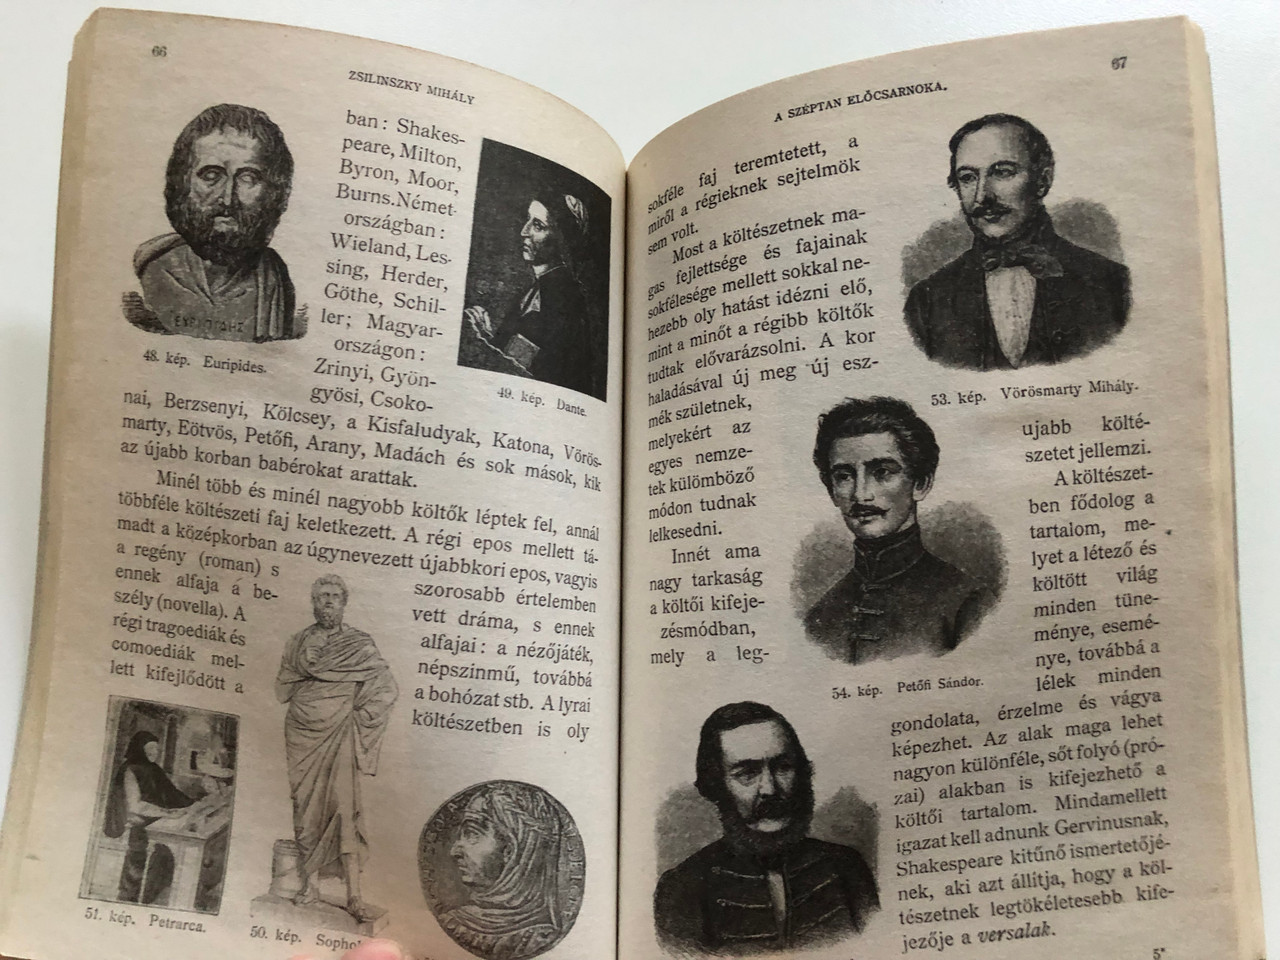 66
ZSILINSZKY MIHÁLY
ΕΥΡΙΠΙΔΗΣ
48. kép. Euripides.
ban: Shakes-
peare, Milton,
Byron, Moor,
Burns. Német-
országban:
Wieland, Les-
sing, Herder,
Göthe, Schil-
ler; Magyar-
országon:
Zrinyi, Gyön-
gyösi, Csoko-
49. kép. Dante.
nai, Berzsenyi, Kölcsey, a Kisfaludyak, Katona, Vörös-
marty, Eötvös, Petőfi, Arany, Madách és sok mások, kik
az újabb korban babérokat arattak.
Minél több és minél nagyobb költők léptek fel, annál
többféle költészeti faj keletkezett. A régi epos mellett tá-
madt a középkorban az úgynevezett újabbkori epos, vagyis
a regény (roman) s
ennek alfaja á be-
szély (novella). A
régi tragoediák és
comoediák mel-
lett kifejlődött a
szorosabb értelemben
vett dráma, s ennek
alfajai: a nézőjáték,
népszinmű, továbbá
a bohózat stb. A lyrai
költészetben is oly
51. kép. Petrarca.
50. kép. Sophok
67
A SZÉPTAN ELŐCSARNOKA.
sokféle faj teremtetett, a
miről a régieknek sejtelmök
sem volt.
Most a költészetnek ma-
gas fejlettsége és fajainak
sokfélesége mellett sokkal ne-
hezebb oly hatást idézni elő,
mint a minőt a régibb költők
tudtak elővarázsolni. A kor
haladásával új meg új esz-
mék születnek,
melyekért az
egyes nemze-
tek külömböző
módon tudnak
lelkesedni.
Innét ama
nagy tarkaság
a költői kifeje-
zésmódban,
mely a leg-
53. kép. Vörösmarty Mihály.
54. kép. Petőfi Sándor.
ujabb költé-
szetet jellemzi.
A költészet-
ben fődolog a
tartalom, me-
lyet a létező és
költött világ
minden tüne-
ménye, esemé-
nye, továbbá a
lélek minden
gondolata, érzelme és vágya
képezhet. Az alak maga lehet
nagyon különféle, sőt folyó (pró-
zai) alakban is kifejezhető a
költői tartalom. Mindamellett
igazat kell adnunk Gervinusnak,
Shakespeare kitűnő ismertetőjé-
nek, aki azt állítja, hogy a köl-
tészetnek legtökéletesebb kife-
jezője a versalak.
5*